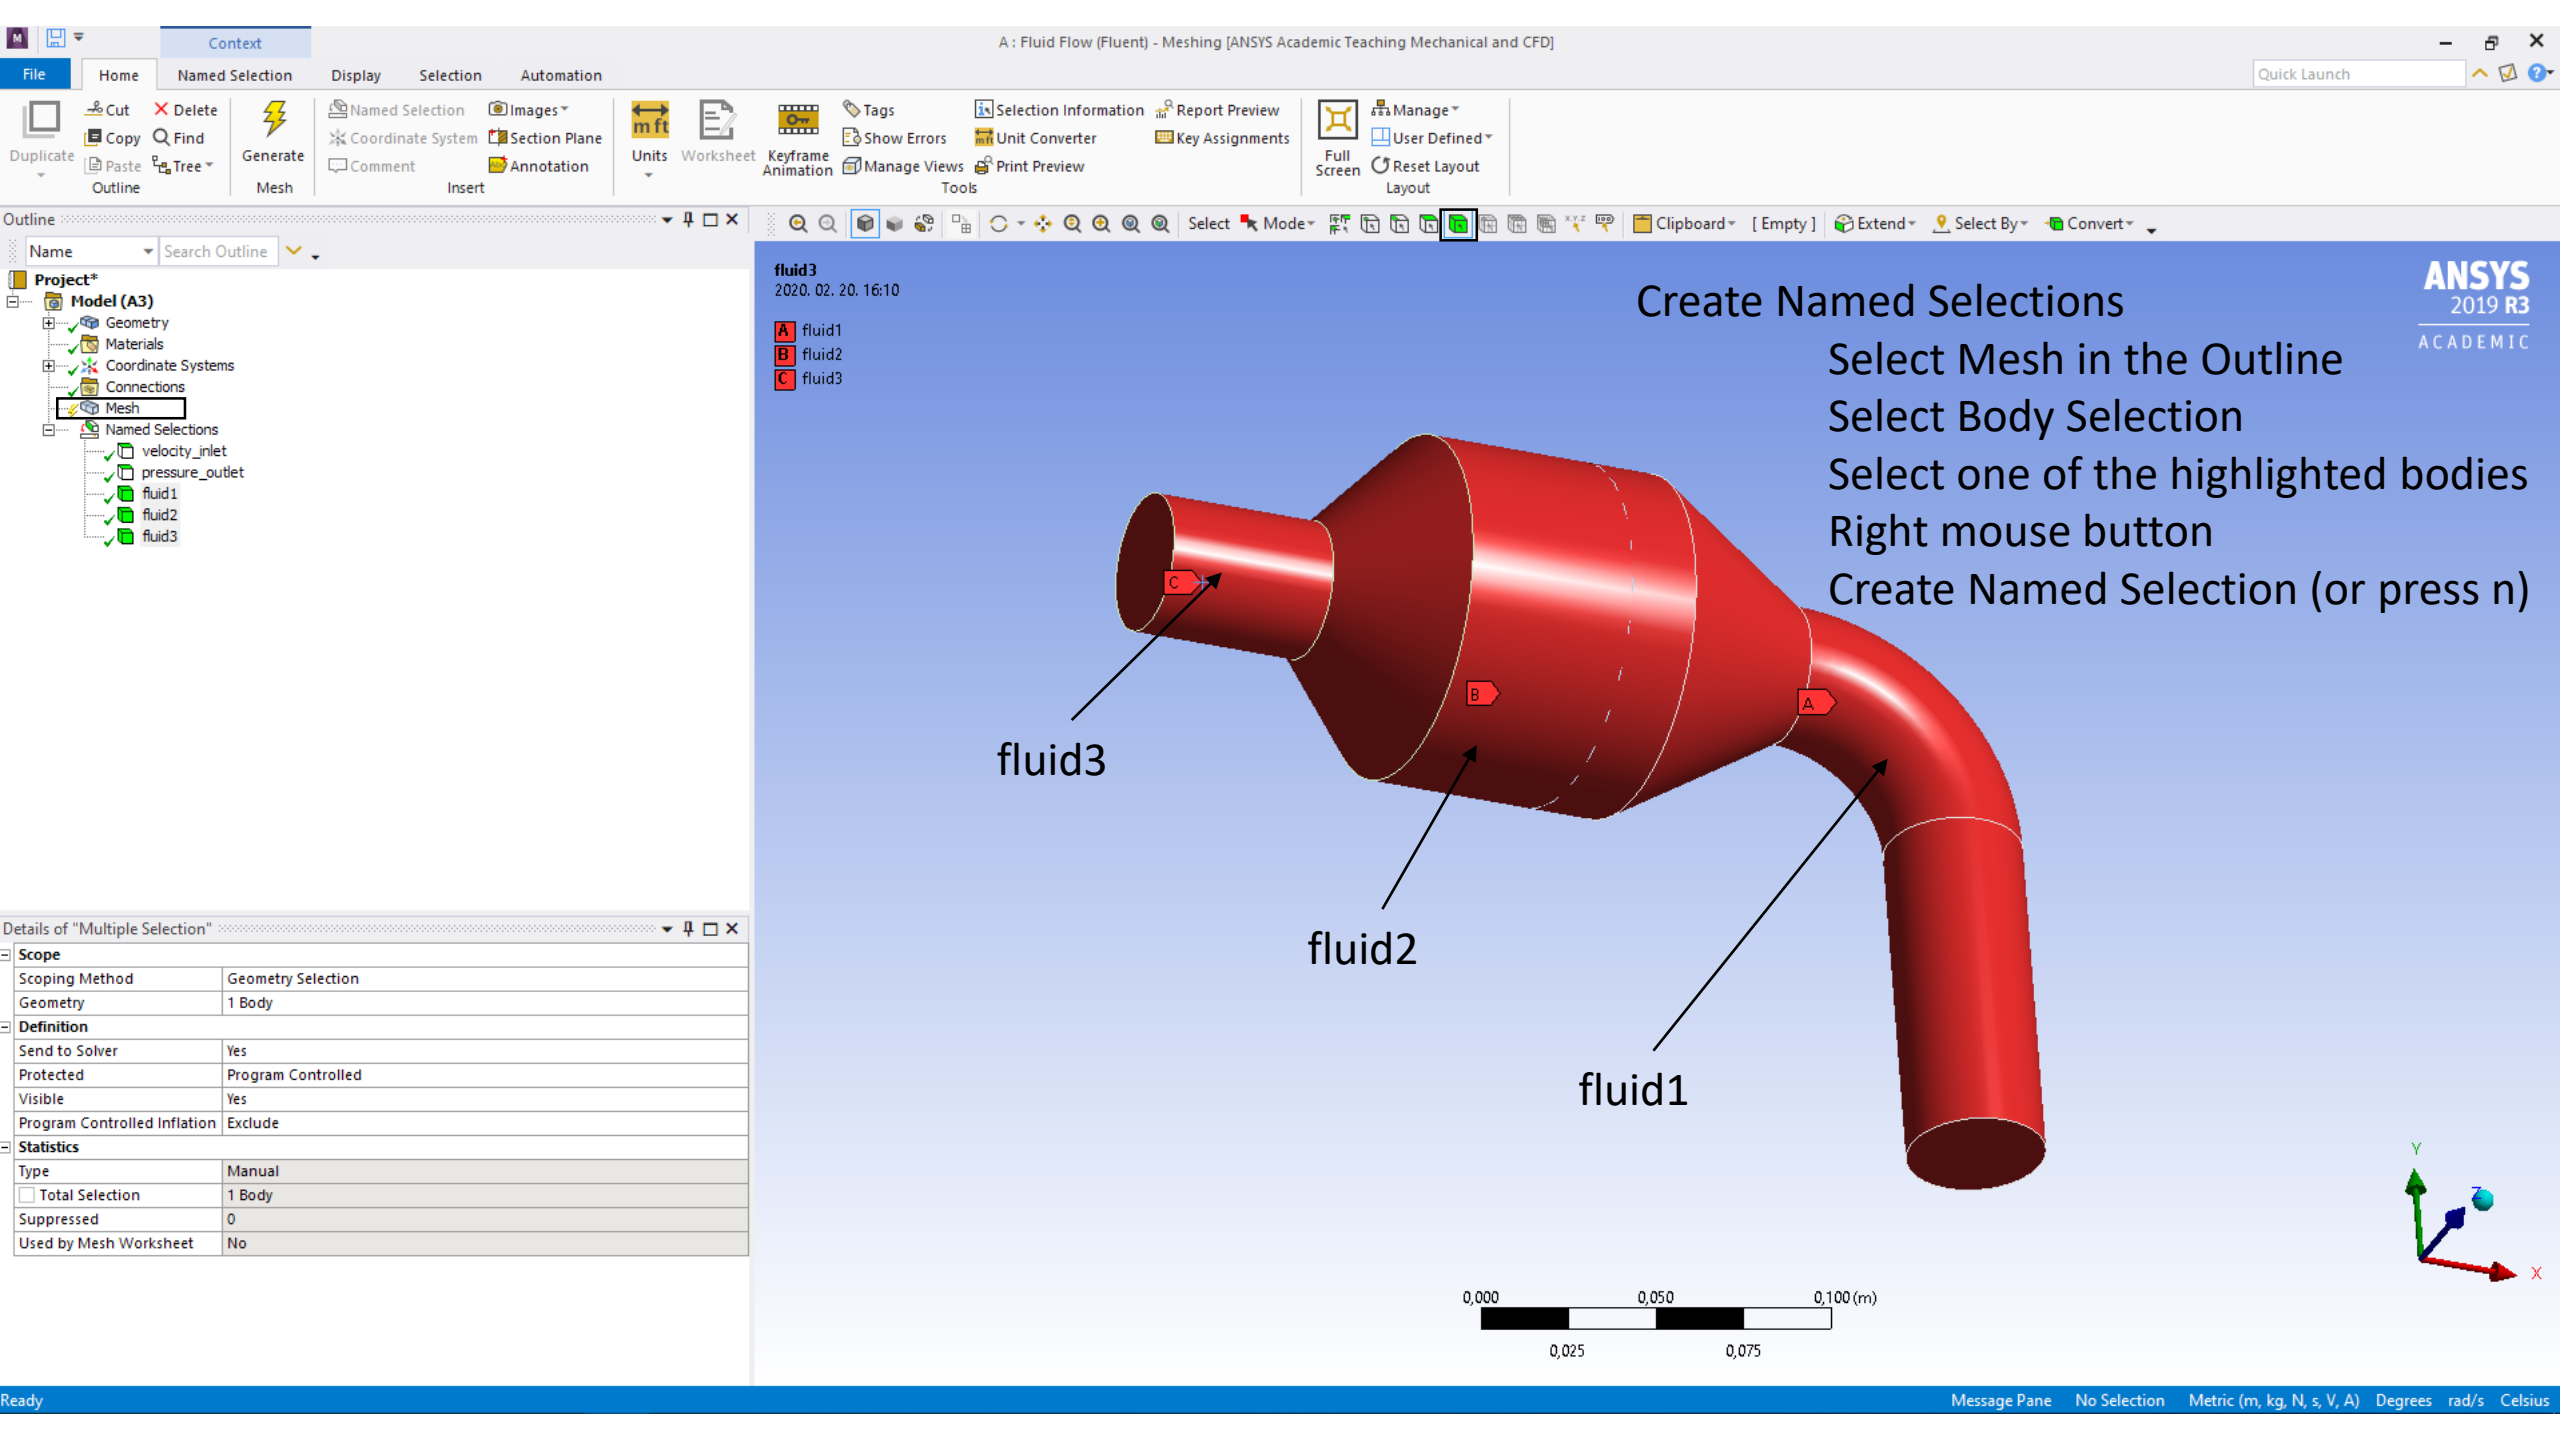 Context
A : Fluid Flow (Fluent) - Meshing [ANSYS Academic Teaching Mechanical and CFD]
File Home Named Selection Display Selection Automation
Quick Launch
Duplicate
Cut Delete
Copy Find
Paste Tree
Outline
Generate
Mesh
Named Selection Images
Coordinate System Section Plane
Comment Annotation
Insert
m ft
Units Worksheet
Keyframe
Animation
Tags Selection Information Report Preview
Show Errors Unit Converter Key Assignments
Manage Views Print Preview
Tools
Full
Screen
Manage
User Defined
Reset Layout
Layout
Outline
Name Search Outline
Select Mode Clipboard [ Empty ] Extend Select By Convert
Project*
Model (A3)
Geometry
Materials
Coordinate Systems
Connections
Mesh
Named Selections
velocity_inlet
pressure_outlet
fluid1
fluid2
fluid3
fluid3
2020. 02. 20. 16:10
A fluid1
B fluid2
C fluid3
ANSYS
2019 R3
ACADEMIC
Create Named Selections
Select Mesh in the Outline
Select Body Selection
Select one of the highlighted bodies
Right mouse button
Create Named Selection (or press n)
C
B
A
fluid3
fluid2
fluid1
Details of "Multiple Selection"
Scope
Scoping Method Geometry Selection
Geometry 1 Body
Definition
Send to Solver Yes
Protected Program Controlled
Visible Yes
Program Controlled Inflation Exclude
Statistics
Type Manual
Total Selection 1 Body
Suppressed 0
Used by Mesh Worksheet No
Y
Z
X
0,000 0,050 0,100 (m)
0,025 0,075
Ready
Message Pane No Selection Metric (m, kg, N, s, V, A) Degrees rad/s Celsius